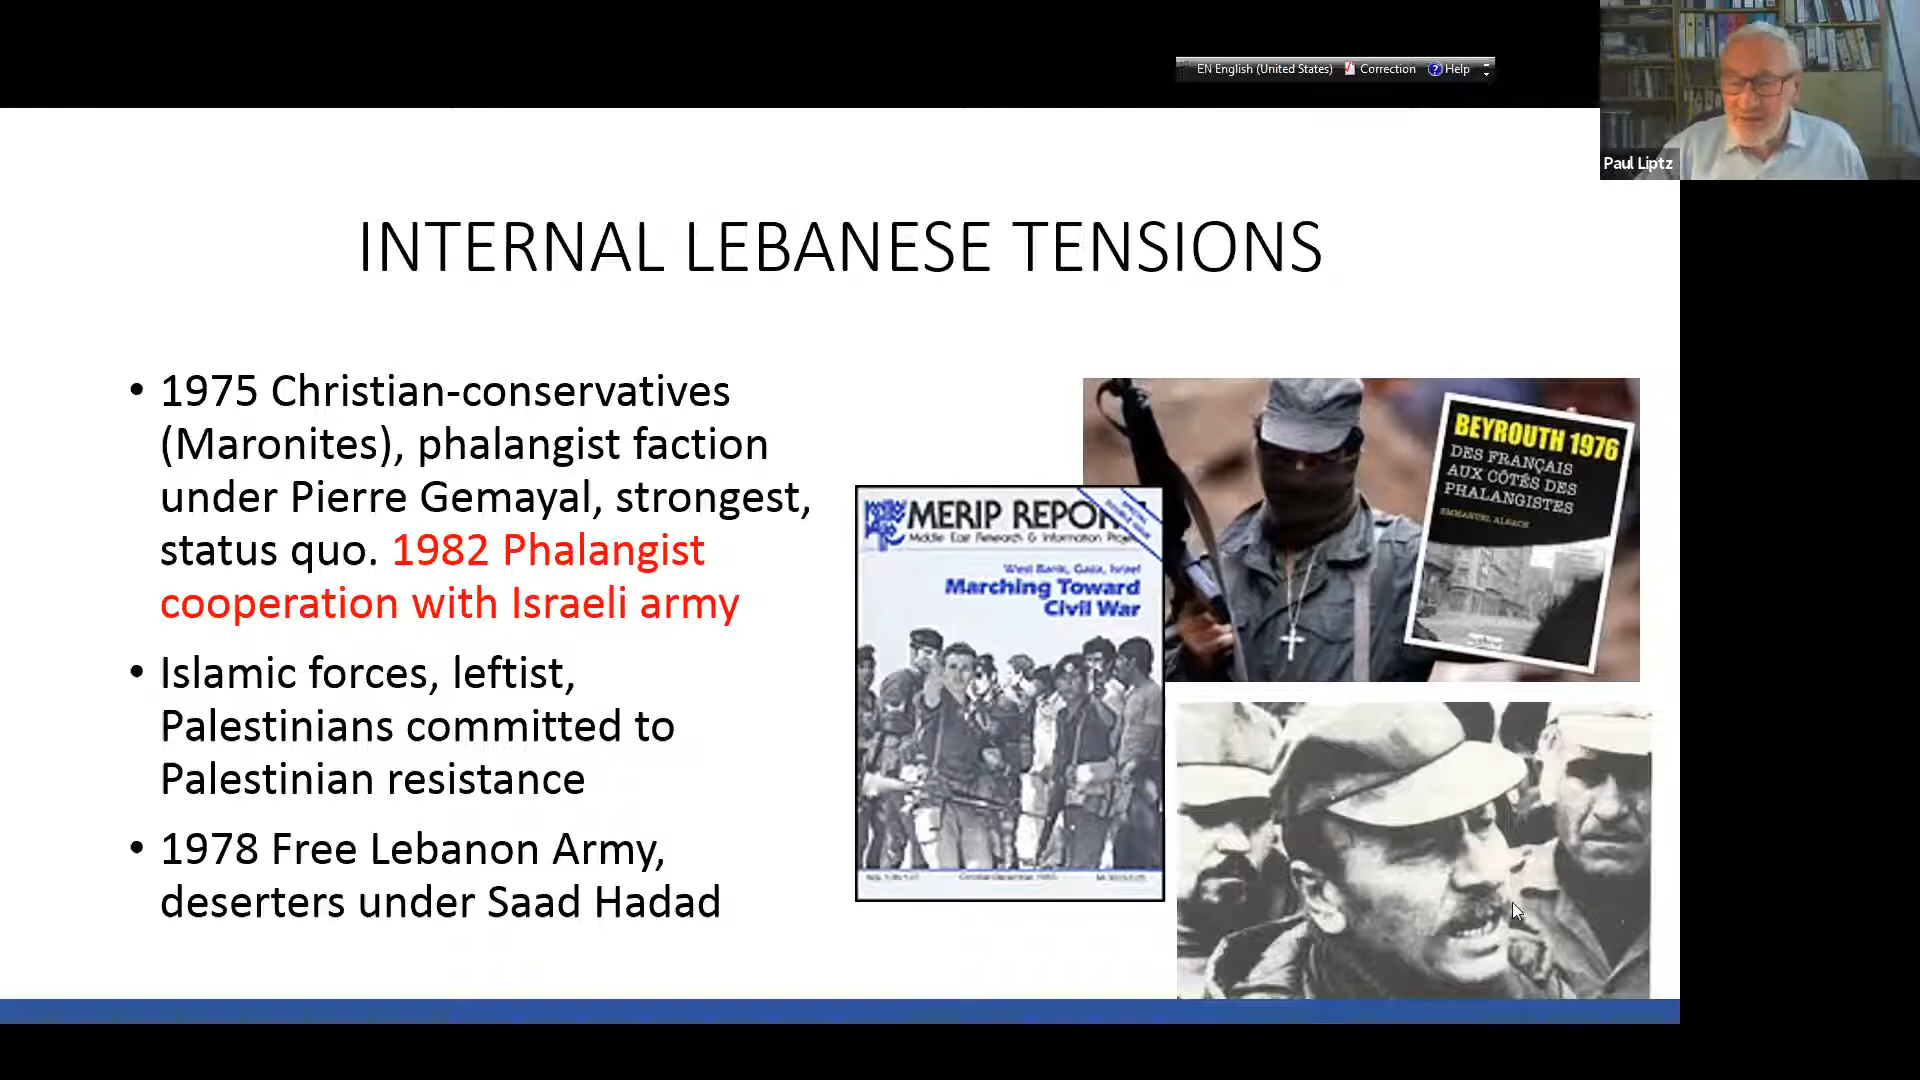 EN English (United States) Correction Help
Paul Liptz
INTERNAL LEBANESE TENSIONS
• 1975 Christian-conservatives
(Maronites), phalangist faction
under Pierre Gemayal, strongest,
status quo. 1982 Phalangist
cooperation with Israeli army
• Islamic forces, leftist,
Palestinians committed to
Palestinian resistance
• 1978 Free Lebanon Army,
deserters under Saad Hadad
MERIP REPOR
Middle East Research & Information Proje
West Bank, Gaza, Israel
Marching Toward
Civil War
BEYROUTH 1976
DES FRANÇAIS
AUX CÔTÉS DES
PHALANGISTES